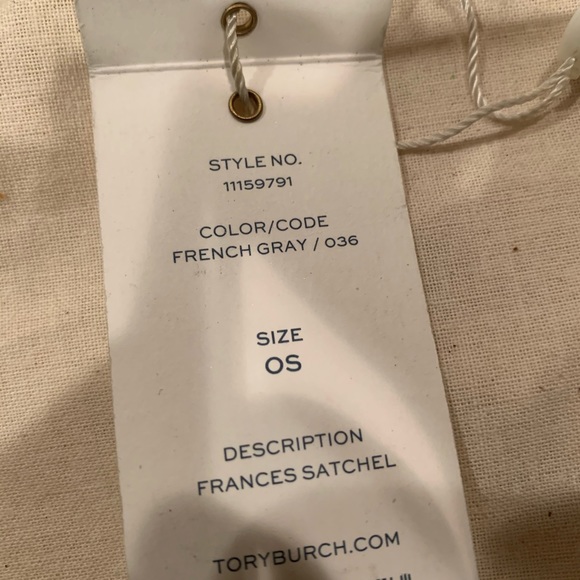 STYLE NO.
11159791
COLOR/CODE
FRENCH GRAY / 036
SIZE
OS
DESCRIPTION
FRANCES SATCHEL
TORYBURCH.COM